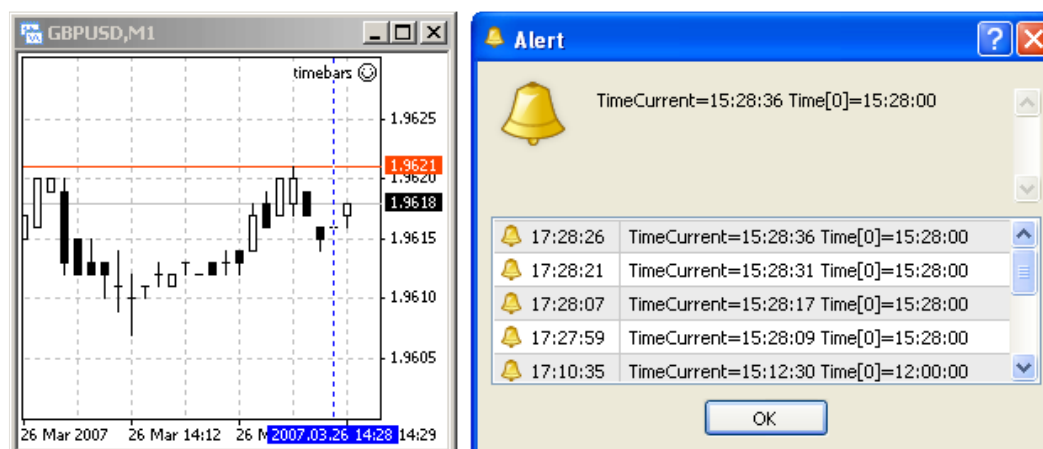 GBPUSD,M1
timebars
1.9625
1.9621
1.9620
1.9618
1.9615
1.9610
1.9605
26 Mar 2007 26 Mar 14:12 26 M 2007.03.26 14:28 14:29
Alert
TimeCurrent=15:28:36 Time[0]=15:28:00
17:28:26 TimeCurrent=15:28:36 Time[0]=15:28:00
17:28:21 TimeCurrent=15:28:31 Time[0]=15:28:00
17:28:07 TimeCurrent=15:28:17 Time[0]=15:28:00
17:27:59 TimeCurrent=15:28:09 Time[0]=15:28:00
17:10:35 TimeCurrent=15:12:30 Time[0]=12:00:00
OK